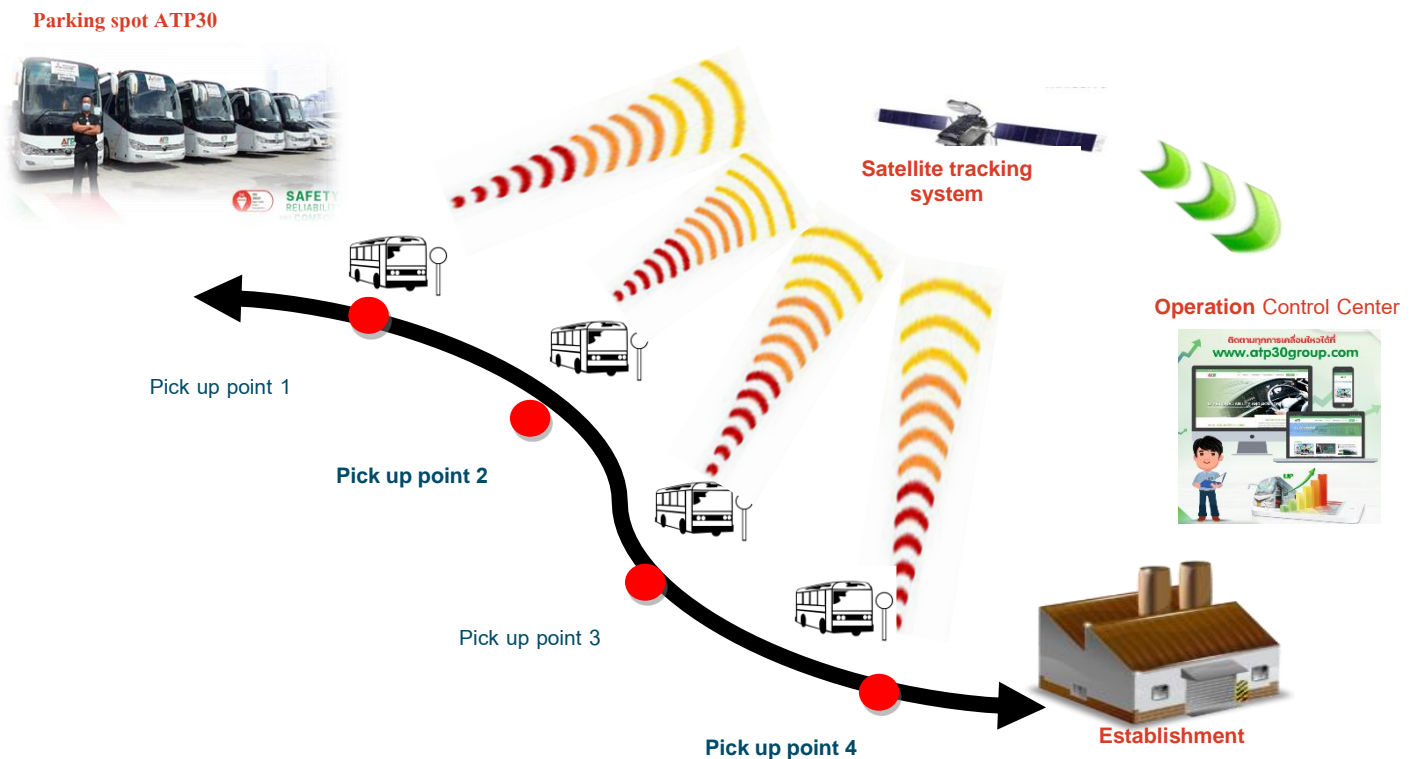 Parking spot ATP30
SAFETY
RELIABILITY
Satellite tracking
system
Operation Control Center
ติดตามทุกการเคลื่อนไหวได้ที่
www.atp30group.com
UP
Pick up point 1
Pick up point 2
Pick up point 3
Pick up point 4
Establishment